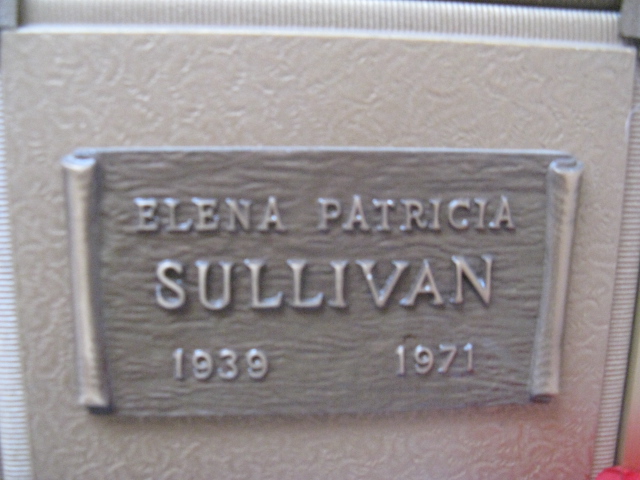 ELENA PATRICIA
SULLIVAN
1939 1971